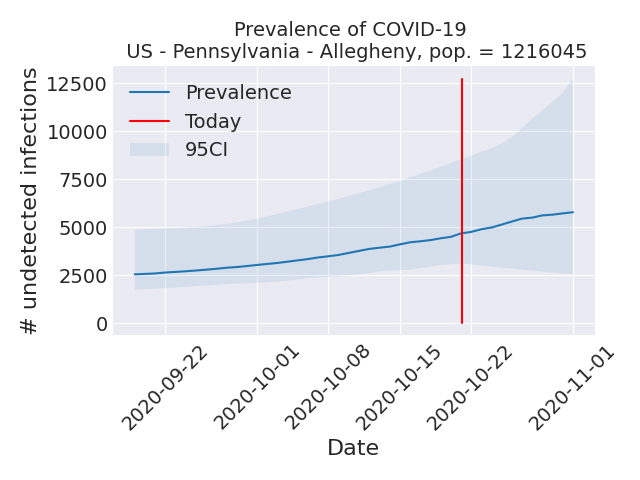 Prevalence of COVID-19
US - Pennsylvania - Allegheny, pop. = 1216045
# undetected infections
12500
10000
7500
5000
2500
0
Prevalence
Today
95CI
2020-09-22
2020-10-01
2020-10-08
2020-10-15
2020-10-22
2020-11-01
Date